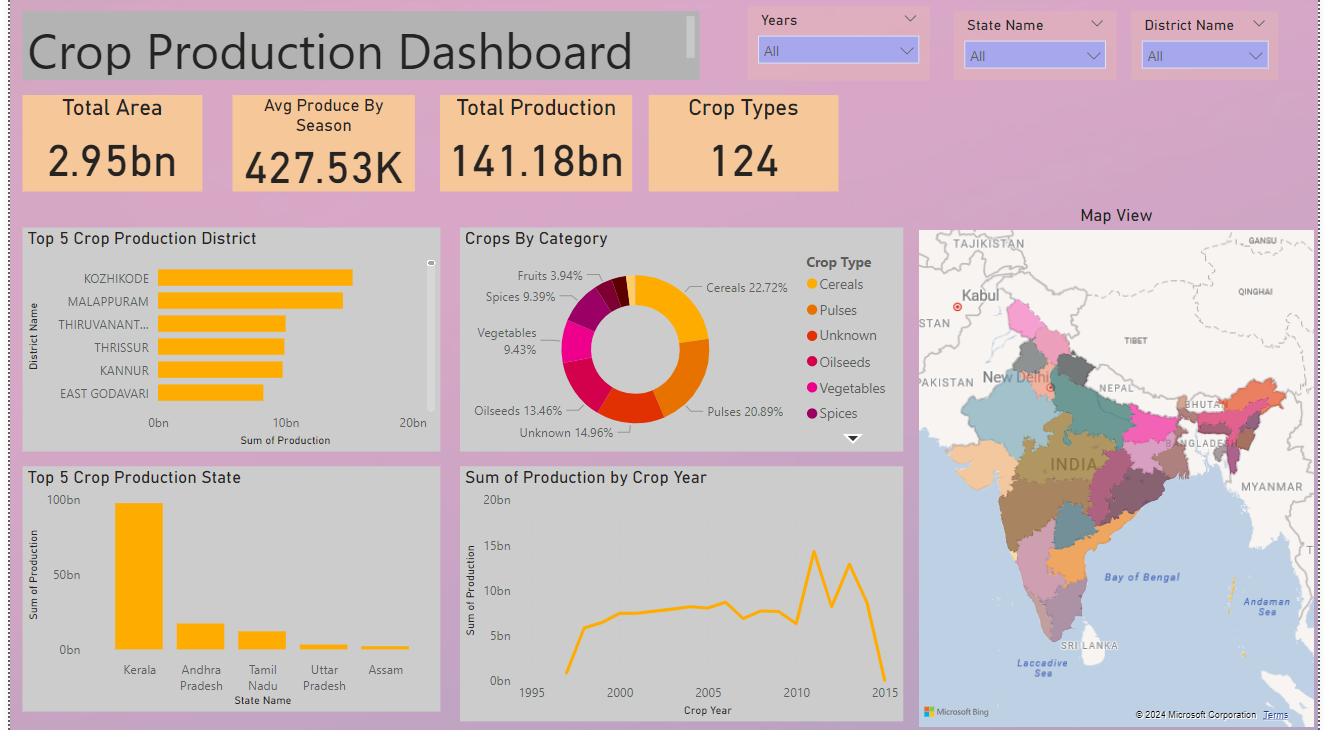 Crop Production Dashboard
Years
All
State Name
All
District Name
All
Total Area
2.95bn
Avg Produce By
Season
427.53K
Total Production
141.18bn
Crop Types
124
Top 5 Crop Production District
District Name
KOZHIKODE
MALAPPURAM
THIRUVANANT...
THRISSUR
KANNUR
EAST GODAVARI
0bn
10bn
20bn
Sum of Production
Crops By Category
Fruits 3.94%
Spices 9.39%
Vegetables
9.43%
Oilseeds 13.46%
Unknown 14.96%
Cereals 22.72%
Pulses 20.89%
Crop Type
Cereals
Pulses
Unknown
Oilseeds
Vegetables
Spices
Map View
TAJIKISTAN
GANSU
Kabul
QINGHAI
STAN
TIBET
PAKISTAN
New Delhi
NEPAL
BHUTAN
BANGLADESH
INDIA
MYANMAR
Bay of Bengal
Andaman
Sea
SRI LANKA
Laccadive
Sea
T
Microsoft Bing
© 2024 Microsoft Corporation
Terms
Top 5 Crop Production State
Sum of Production
100bn
50bn
0bn
Kerala
Andhra
Pradesh
Tamil
Nadu
Uttar
Pradesh
Assam
State Name
Sum of Production by Crop Year
Sum of Production
20bn
15bn
10bn
5bn
0bn
1995
2000
2005
2010
2015
Crop Year